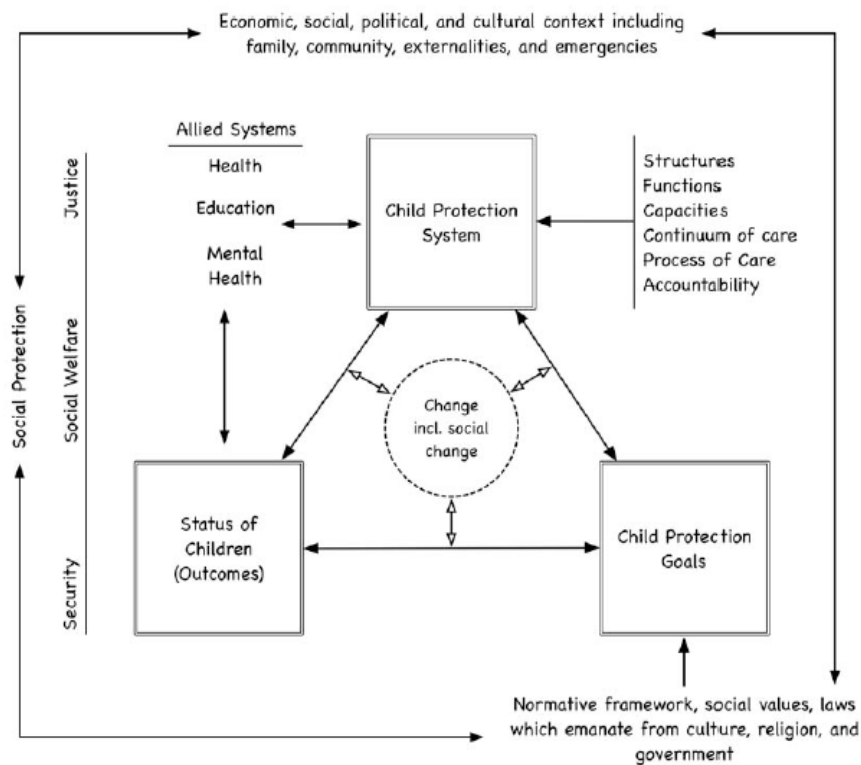 Economic, social, political, and cultural context including
family, community, externalities, and emergencies
Allied Systems
Health
Education
Mental
Health
Child Protection
System
Structures
Functions
Capacities
Continuum of care
Process of Care
Accountability
Justice
Social Welfare
Security
Social Protection
Change
incl. social
change
Status of
Children
(Outcomes)
Child Protection
Goals
Normative framework, social values, laws
which emanate from culture, religion, and
government